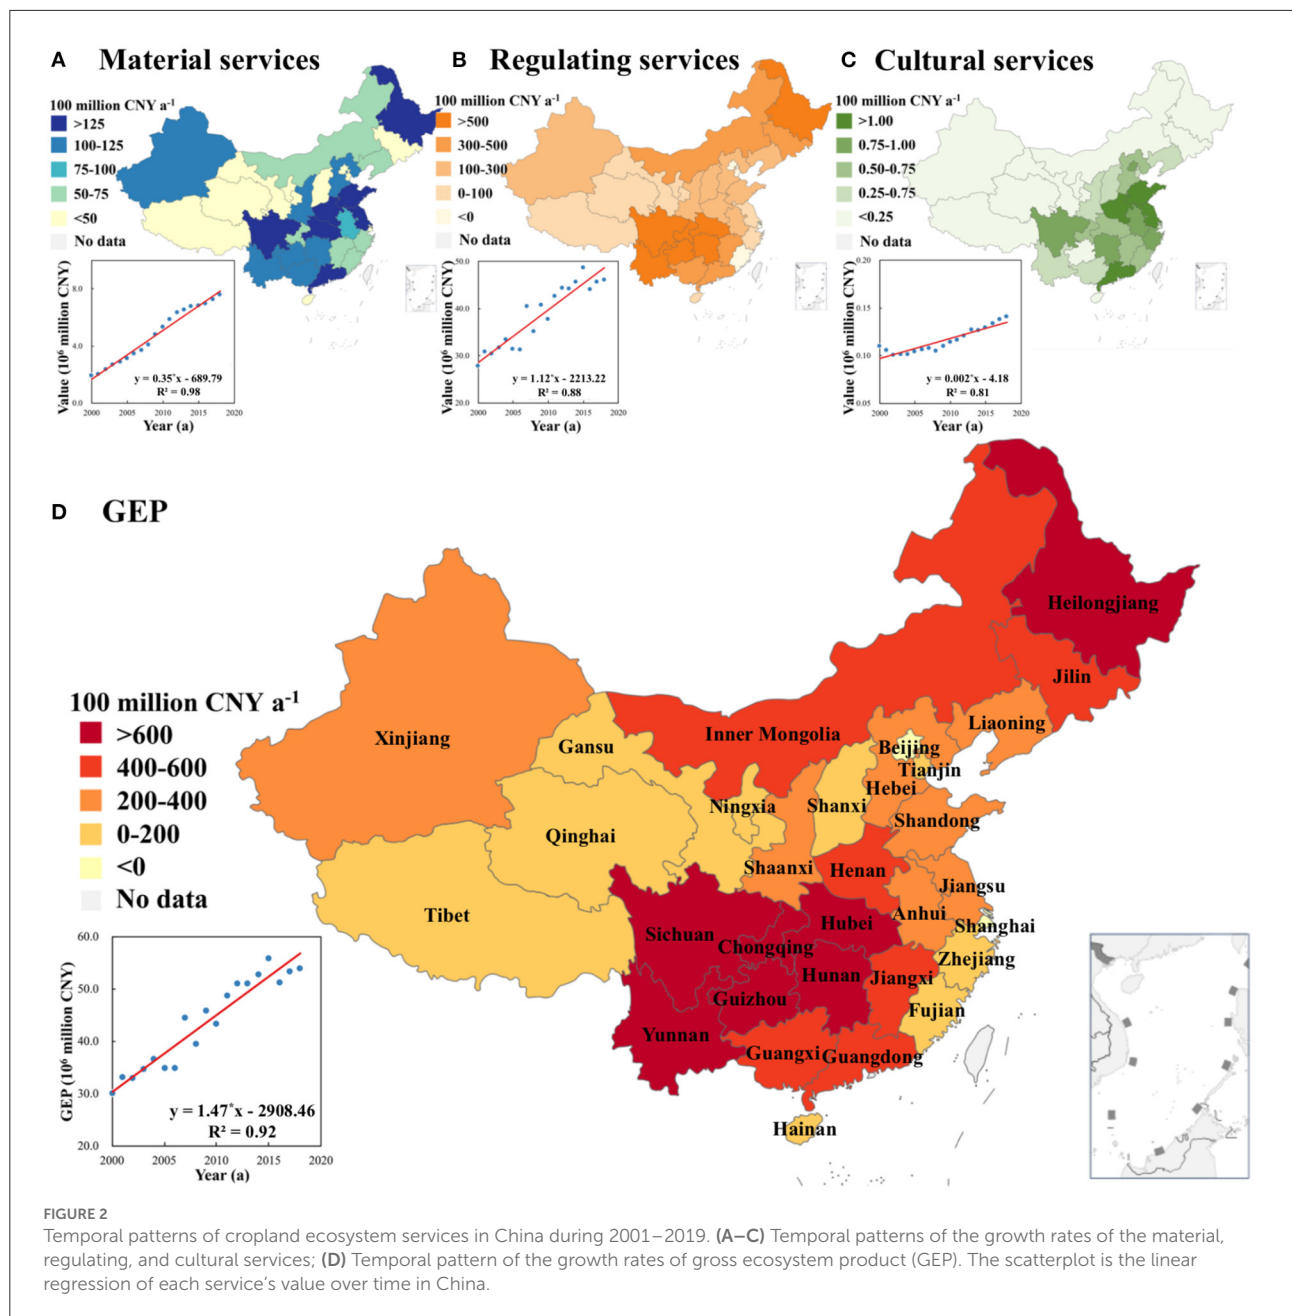 A Material services
100 million CNY a⁻¹
>125
100-125
75-100
50-75
<50
No data
Value (10⁶ million CNY)
8.0
4.0
0.0
y = 0.35*x - 689.79
R² = 0.98
2000 2005 2010 2015 2020
Year (a)
B Regulating services
100 million CNY a⁻¹
>500
300-500
100-300
0-100
<0
No data
Value (10⁶ million CNY)
50.0
40.0
30.0
20.0
y = 1.12*x - 2213.22
R² = 0.88
2000 2005 2010 2015 2020
Year (a)
C Cultural services
100 million CNY a⁻¹
>1.00
0.75-1.00
0.50-0.75
0.25-0.75
<0.25
No data
Value (10⁶ million CNY)
0.20
0.15
0.10
0.05
y = 0.002*x - 4.18
R² = 0.81
2000 2005 2010 2015 2020
Year (a)
D GEP
100 million CNY a⁻¹
>600
400-600
200-400
0-200
<0
No data
Heilongjiang
Jilin
Liaoning
Inner Mongolia
Xinjiang
Gansu
Beijing
Tianjin
Hebei
Ningxia
Shanxi
Shandong
Qinghai
Shaanxi
Henan
Jiangsu
Tibet
Anhui
Shanghai
Sichuan
Hubei
Chongqing
Zhejiang
Hunan
Jiangxi
Guizhou
Fujian
Yunnan
Guangxi
Guangdong
Hainan
GEP (10⁶ million CNY)
60.0
50.0
40.0
30.0
20.0
y = 1.47*x - 2908.46
R² = 0.92
2000 2005 2010 2015 2020
Year (a)
FIGURE 2
Temporal patterns of cropland ecosystem services in China during 2001–2019. (A–C) Temporal patterns of the growth rates of the material,
regulating, and cultural services; (D) Temporal pattern of the growth rates of gross ecosystem product (GEP). The scatterplot is the linear
regression of each service's value over time in China.